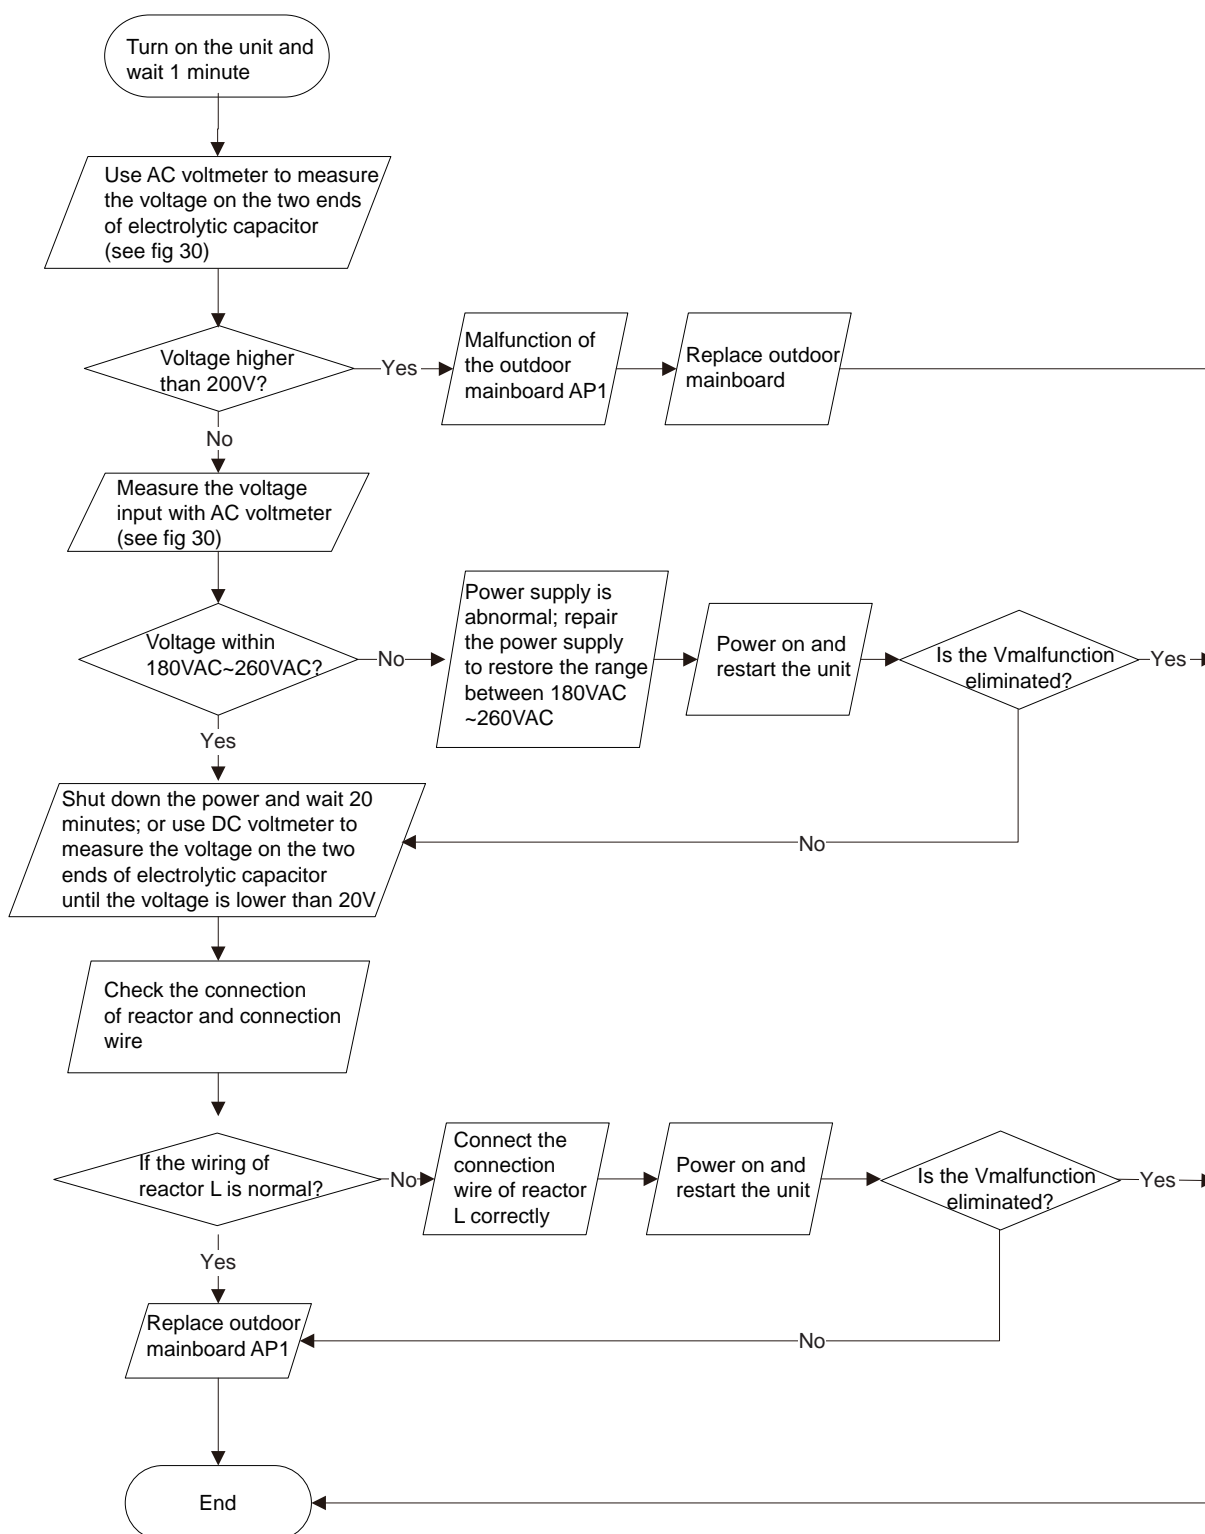 Turn on the unit and
wait 1 minute
Use AC voltmeter to measure
the voltage on the two ends
of electrolytic capacitor
(see fig 30)
Voltage higher
than 200V?
Yes
Malfunction of
the outdoor
mainboard AP1
Replace outdoor
mainboard
No
Measure the voltage
input with AC voltmeter
(see fig 30)
Voltage within
180VAC~260VAC?
No
Power supply is
abnormal; repair
the power supply
to restore the range
between 180VAC
~260VAC
Power on and
restart the unit
Is the Vmalfunction
eliminated?
Yes
Yes
No
Shut down the power and wait 20
minutes; or use DC voltmeter to
measure the voltage on the two
ends of electrolytic capacitor
until the voltage is lower than 20V
Check the connection
of reactor and connection
wire
If the wiring of
reactor L is normal?
No
Connect the
connection
wire of reactor
L correctly
Power on and
restart the unit
Is the Vmalfunction
eliminated?
Yes
Yes
No
Replace outdoor
mainboard AP1
End